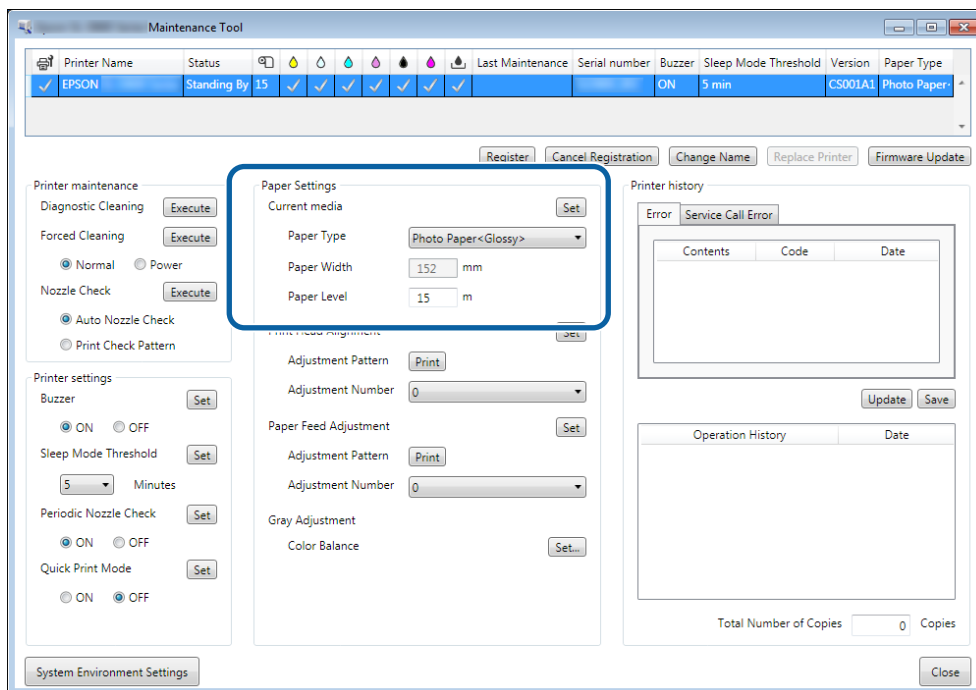 Maintenance Tool
Printer Name Status Last Maintenance Serial number Buzzer Sleep Mode Threshold Version Paper Type
EPSON Standing By 15 ON 5 min CS001A1 Photo Paper
Register Cancel Registration Change Name Replace Printer Firmware Update
Printer maintenance
Diagnostic Cleaning Execute
Forced Cleaning Execute
Normal Power
Nozzle Check Execute
Auto Nozzle Check
Print Check Pattern
Printer settings
Buzzer Set
ON OFF
Sleep Mode Threshold Set
5 Minutes
Periodic Nozzle Check Set
ON OFF
Quick Print Mode Set
ON OFF
Paper Settings
Current media Set
Paper Type Photo Paper<Glossy>
Paper Width 152 mm
Paper Level 15 m
Print Head Alignment Set
Adjustment Pattern Print
Adjustment Number 0
Paper Feed Adjustment Set
Adjustment Pattern Print
Adjustment Number 0
Gray Adjustment
Color Balance Set...
Printer history
Error Service Call Error
Contents Code Date
Update Save
Operation History Date
Total Number of Copies 0 Copies
System Environment Settings Close